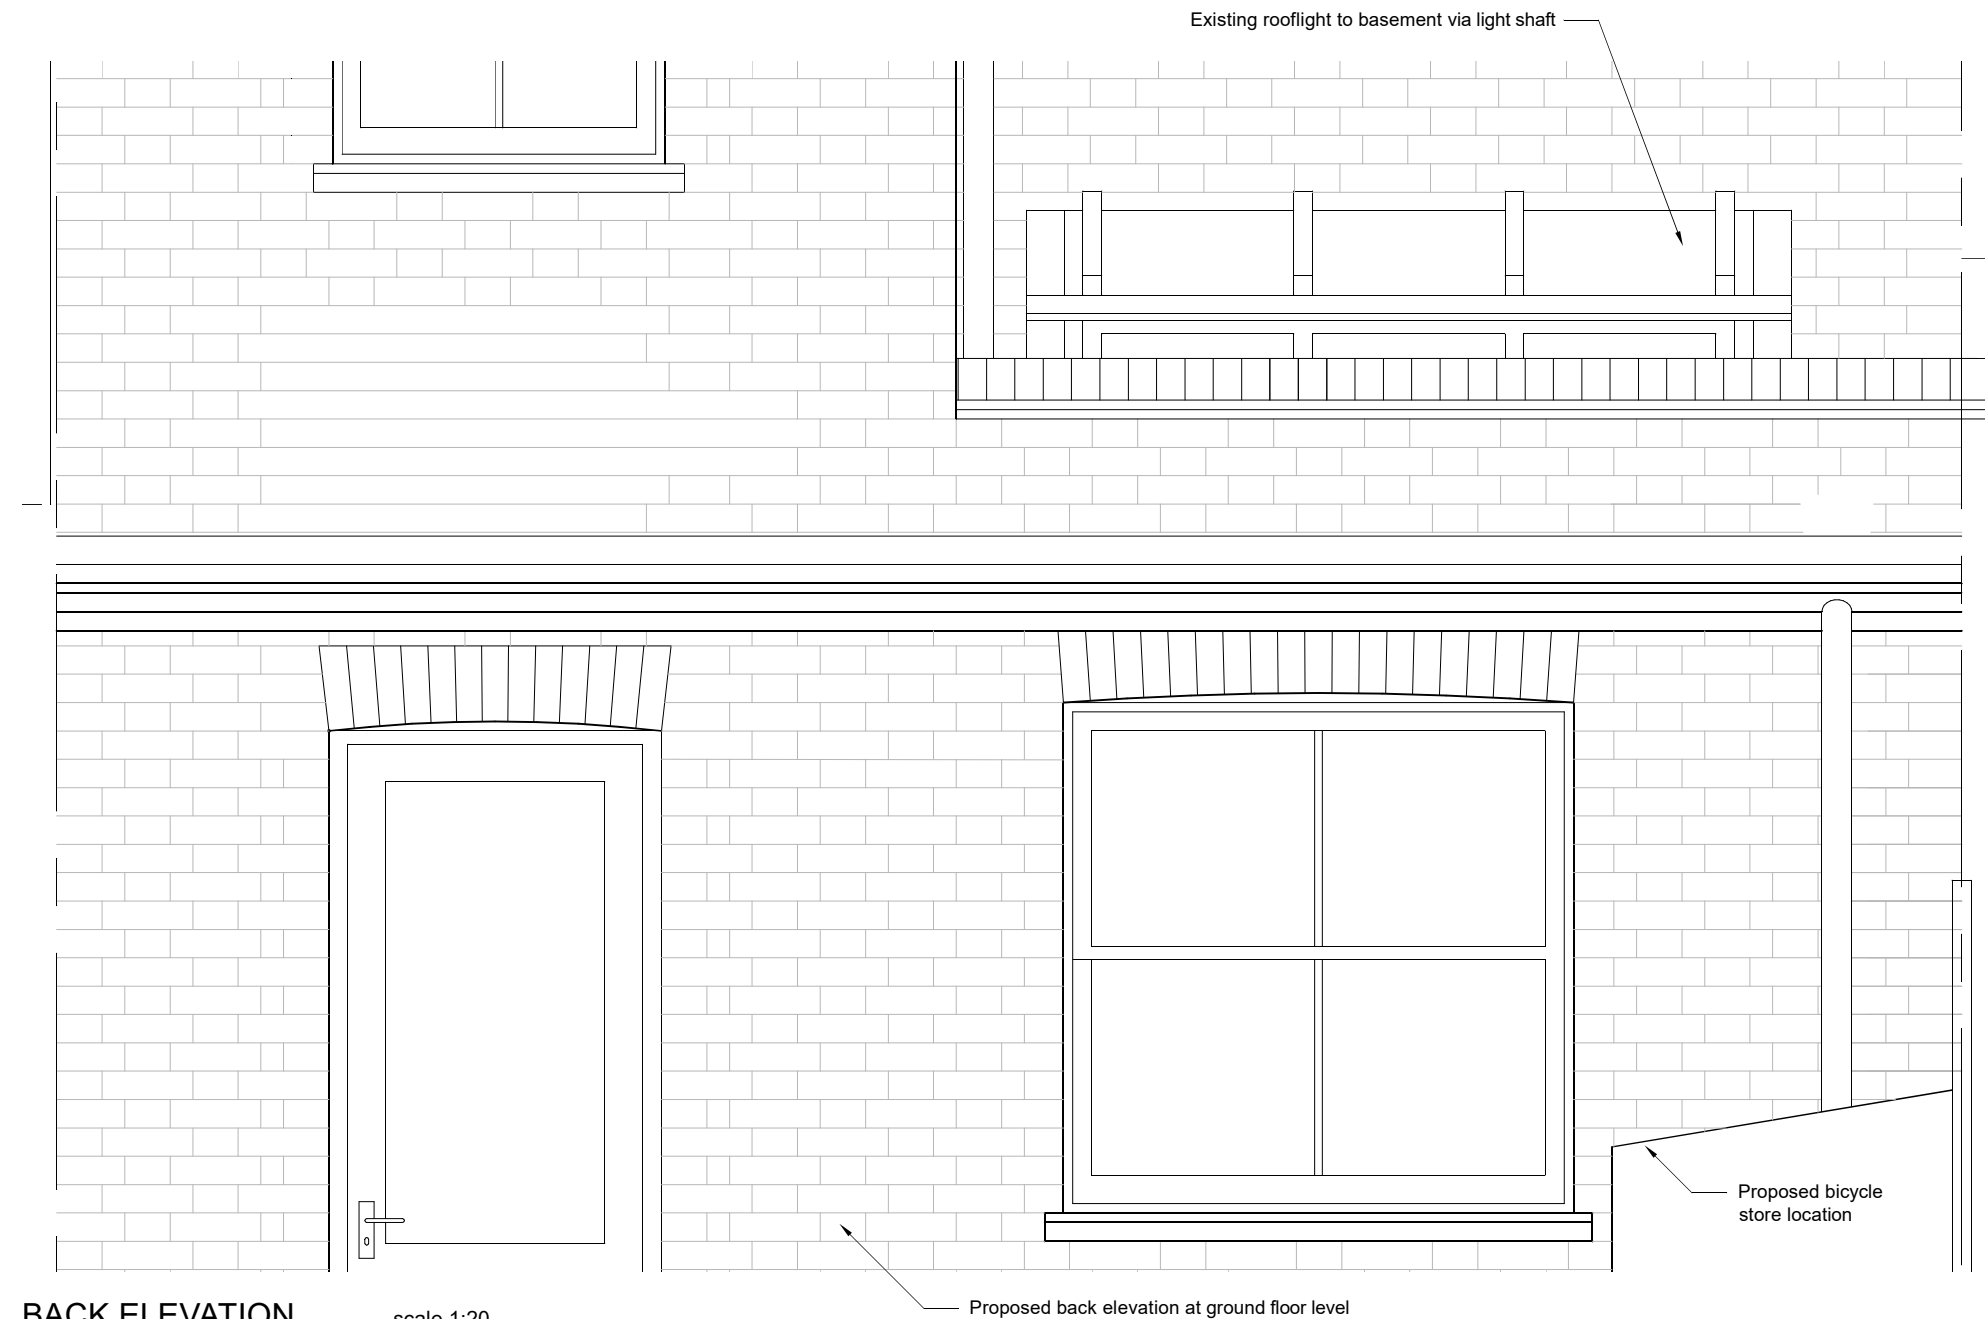 Existing rooflight to basement via light shaft
Proposed bicycle
store location
Proposed back elevation at ground floor level
BACK ELEVATION
scale 1:20